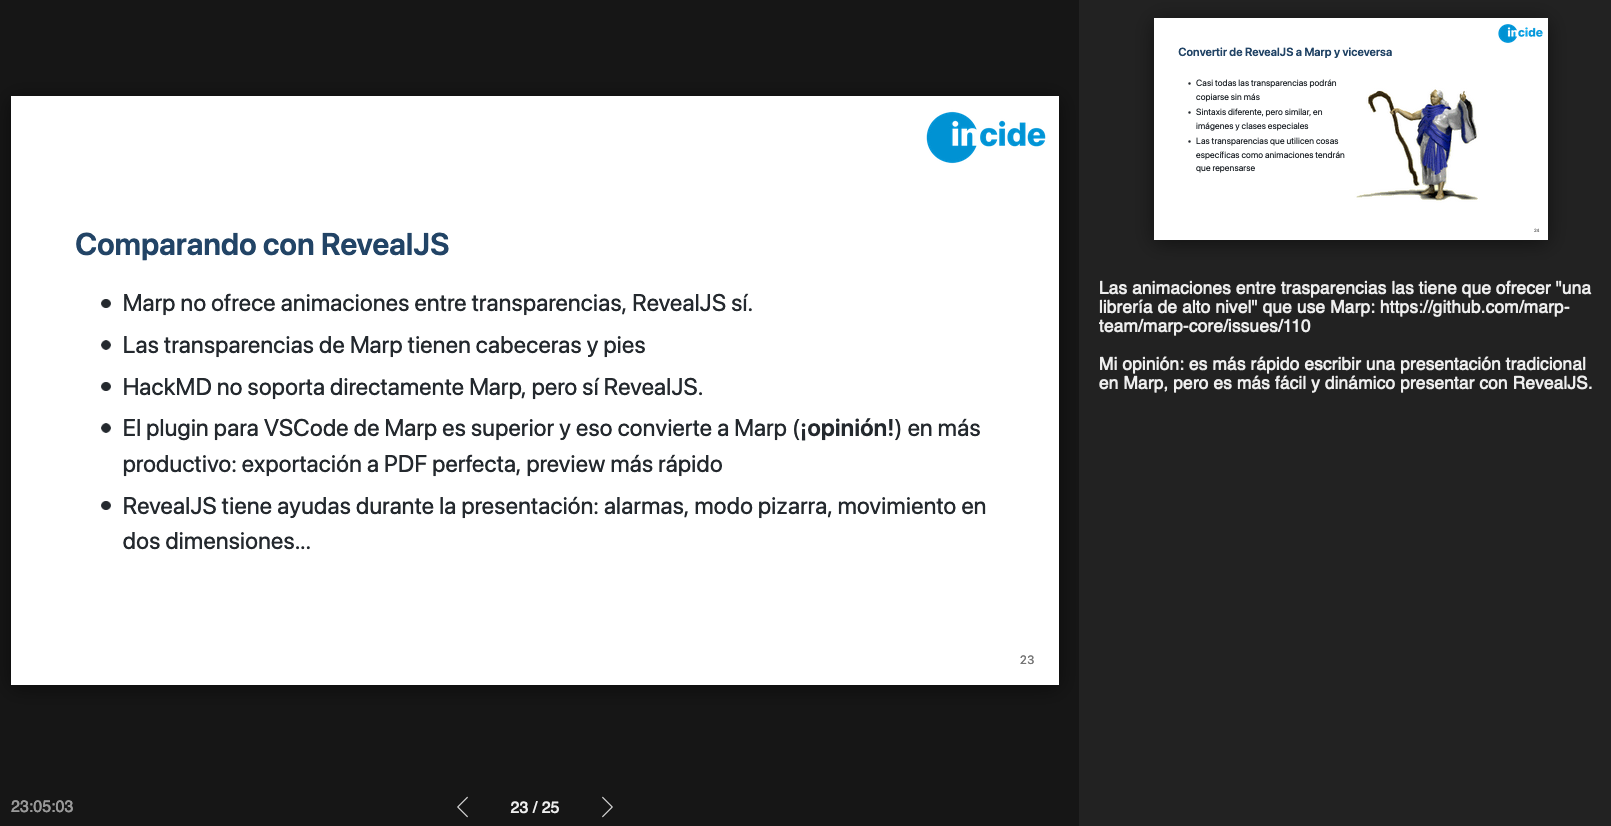 incide
Comparando con RevealJS
• Marp no ofrece animaciones entre transparencias, RevealJS sí.
• Las transparencias de Marp tienen cabeceras y pies
• HackMD no soporta directamente Marp, pero sí RevealJS.
• El plugin para VSCode de Marp es superior y eso convierte a Marp (¡opinión!) en más
productivo: exportación a PDF perfecta, preview más rápido
• RevealJS tiene ayudas durante la presentación: alarmas, modo pizarra, movimiento en
dos dimensiones...
23
23:05:03
23 / 25
incide
Convertir de RevealJS a Marp y viceversa
• Casi todas las transparencias podrán
copiarse sin más
• Sintaxis diferente, pero similar, en
imágenes y clases especiales
• Las transparencias que utilicen cosas
específicas como animaciones tendrán
que repensarse
24
Las animaciones entre trasparencias las tiene que ofrecer "una
librería de alto nivel" que use Marp: https://github.com/marp-
team/marp-core/issues/110
Mi opinión: es más rápido escribir una presentación tradicional
en Marp, pero es más fácil y dinámico presentar con RevealJS.